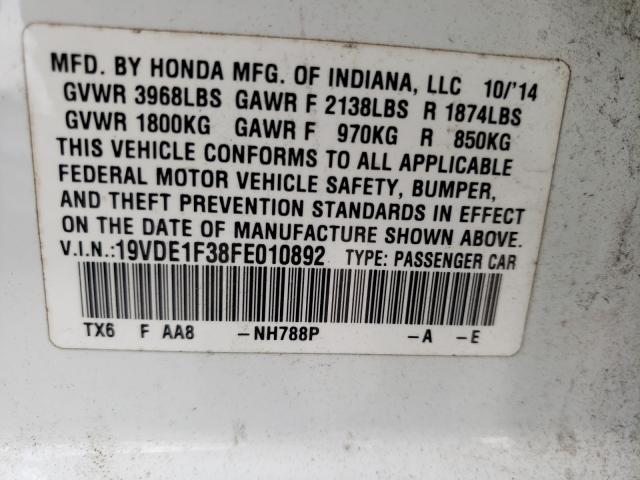 MFD. BY HONDA MFG. OF INDIANA, LLC 10/'14
GVWR 3968LBS GAWR F 2138LBS R 1874LBS
GVWR 1800KG GAWR F 970KG R 850KG
THIS VEHICLE CONFORMS TO ALL APPLICABLE
FEDERAL MOTOR VEHICLE SAFETY, BUMPER,
AND THEFT PREVENTION STANDARDS IN EFFECT
ON THE DATE OF MANUFACTURE SHOWN ABOVE.
V.I.N.:19VDE1F38FE010892 TYPE: PASSENGER CAR
TX6 F AA8 -NH788P -A -E